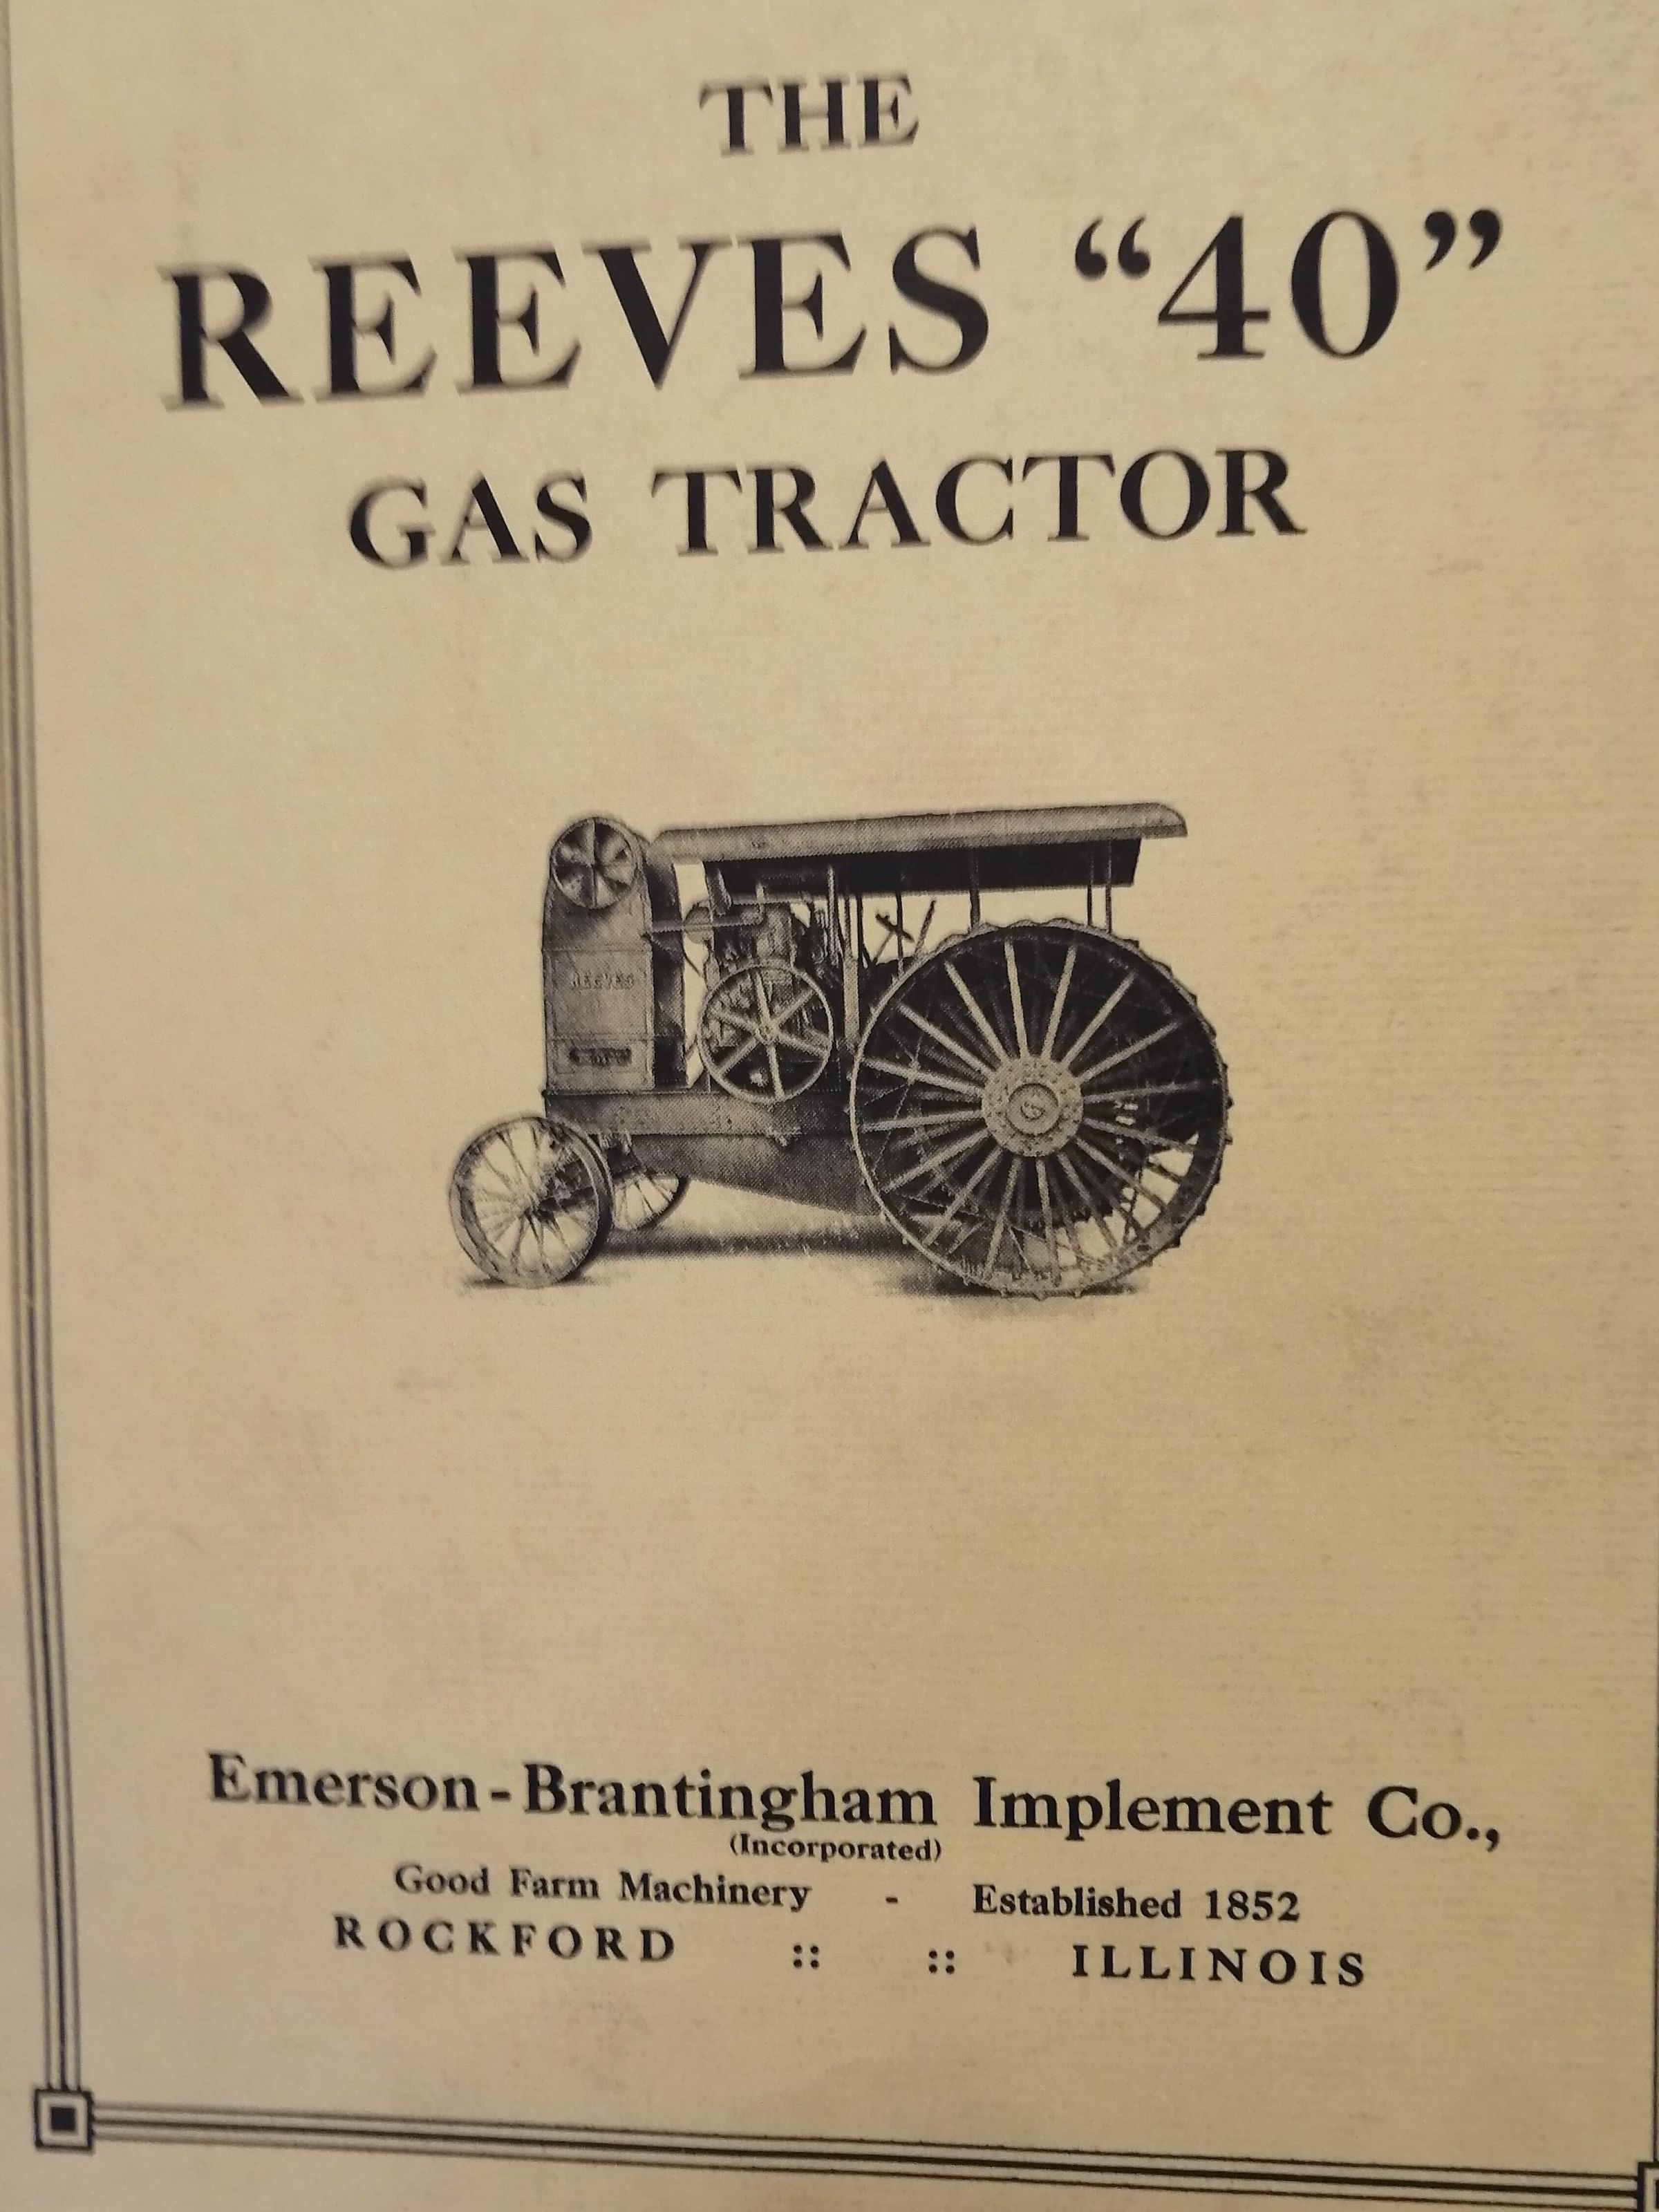 THE
REEVES “40”
GAS TRACTOR
REEVES
Emerson-Brantingham Implement Co.,
(Incorporated)
Good Farm Machinery - Established 1852
ROCKFORD :: :: ILLINOIS